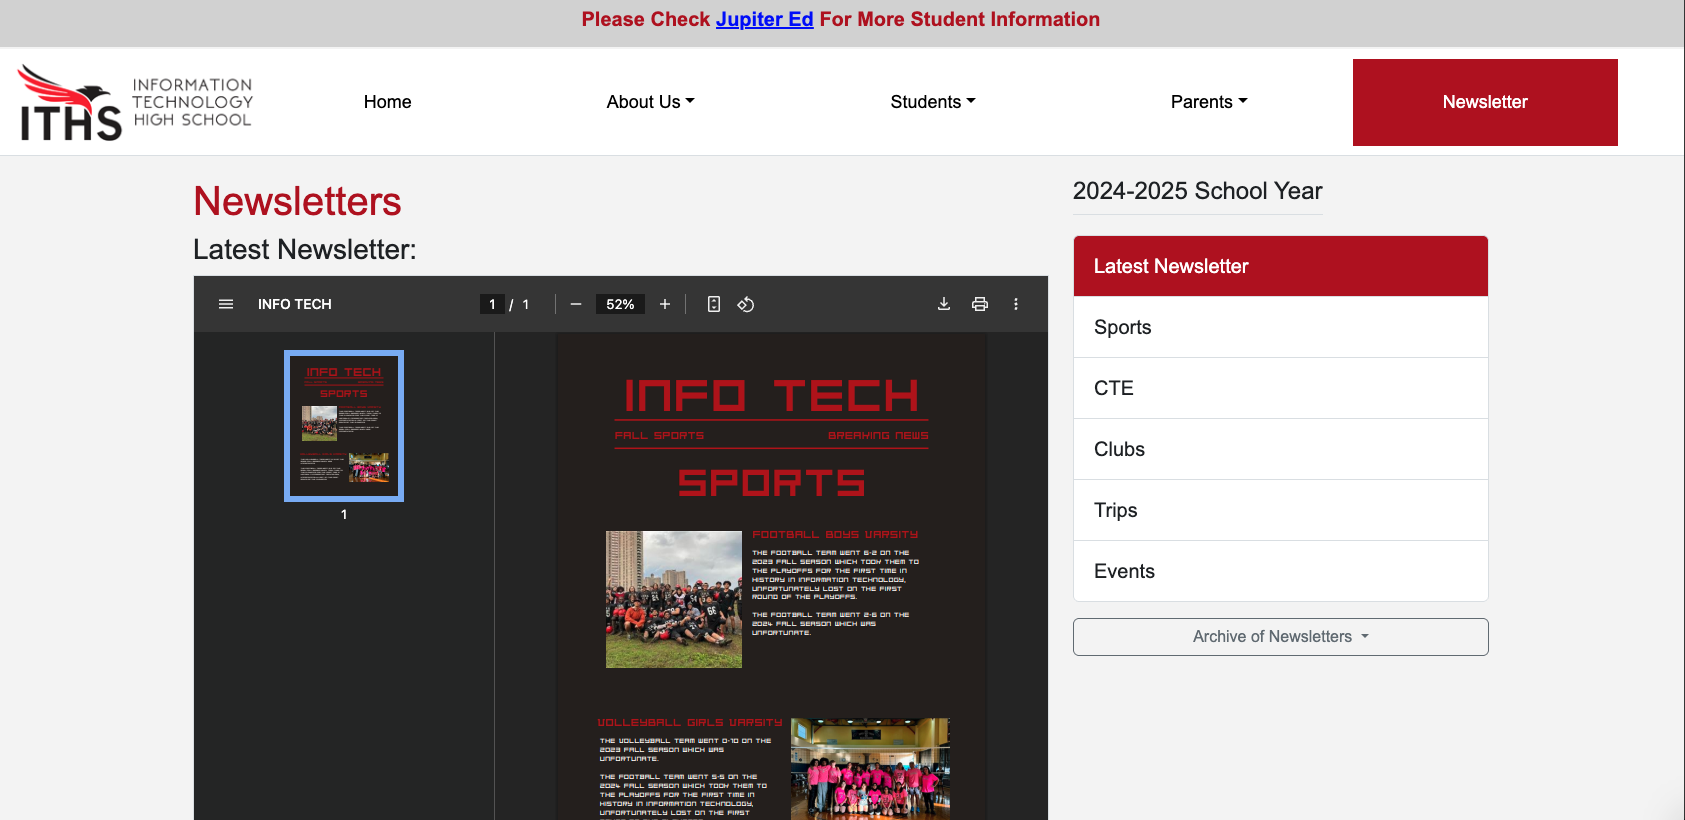 Please Check Jupiter Ed For More Student Information
ITHS
INFORMATION
TECHNOLOGY
HIGH SCHOOL
Home
About Us
Students
Parents
Newsletter
Newsletters
Latest Newsletter:
INFO TECH
1 / 1
52%
INFO TECH
SPORTS
1
INFO TECH
FALL SPORTS
BREAKING NEWS
SPORTS
FOOTBALL BOYS VARSITY
THE FOOTBALL TEAM WENT 6-2 ON THE
2023 FALL SEASON WHICH TOOK THEM TO
THE PLAYOFFS FOR THE FIRST TIME IN
HISTORY IN INFORMATION TECHNOLOGY,
UNFORTUNATELY LOST ON THE FIRST
ROUND OF THE PLAYOFFS.
THE FOOTBALL TEAM WENT 2-6 ON THE
2024 FALL SEASON WHICH WAS
UNFORTUNATE.
VOLLEYBALL GIRLS VARSITY
THE VOLLEYBALL TEAM WENT 0-10 ON THE
2023 FALL SEASON WHICH WAS
UNFORTUNATE.
THE FOOTBALL TEAM WENT 5-5 ON THE
2024 FALL SEASON WHICH TOOK THEM TO
THE PLAYOFFS FOR THE FIRST TIME IN
HISTORY IN INFORMATION TECHNOLOGY,
UNFORTUNATELY LOST ON THE FIRST
2024-2025 School Year
Latest Newsletter
Sports
CTE
Clubs
Trips
Events
Archive of Newsletters